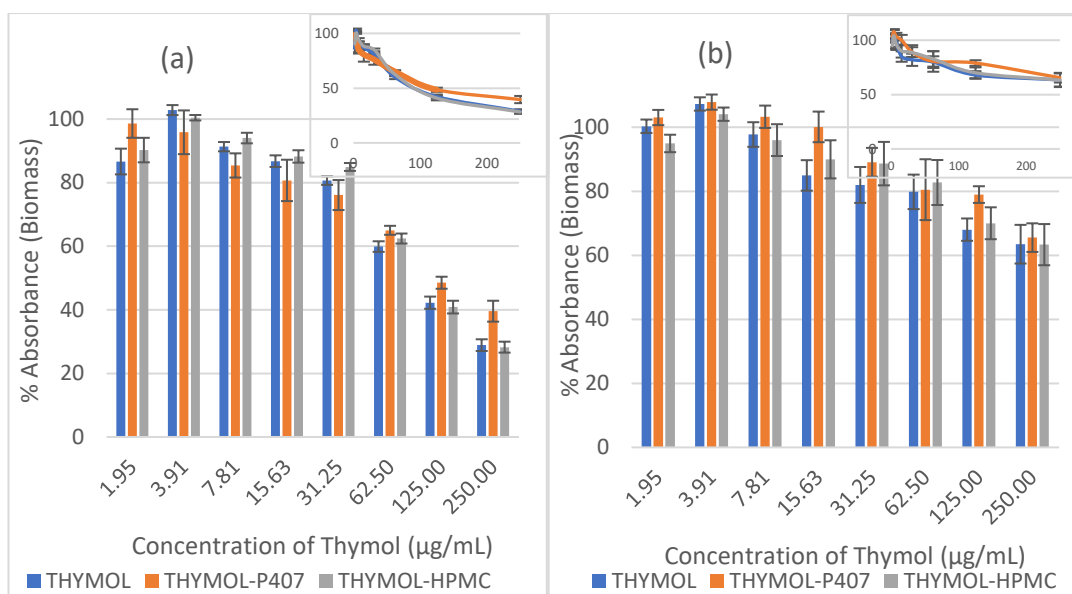 (a)
100
50
0
0 100 200
% Absorbance (Biomass)
100
80
60
40
20
0
1.95 3.91 7.81 15.63 31.25 62.50 125.00 250.00
Concentration of Thymol (µg/mL)
THYMOL THYMOL-P407 THYMOL-HPMC
(b)
100
50
0
0 100 200
% Absorbance (Biomass)
100
80
60
40
20
0
1.95 3.91 7.81 15.63 31.25 62.50 125.00 250.00
Concentration of Thymol (µg/mL)
THYMOL THYMOL-P407 THYMOL-HPMC